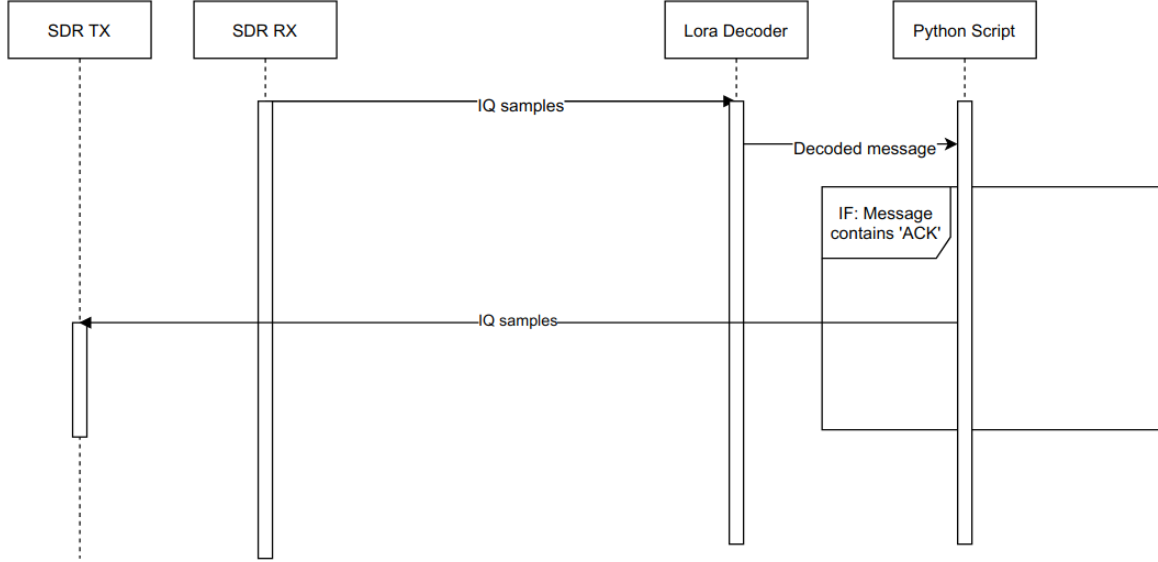 SDR TX
SDR RX
Lora Decoder
Python Script
IQ samples
Decoded message
IF: Message
contains 'ACK'
IQ samples